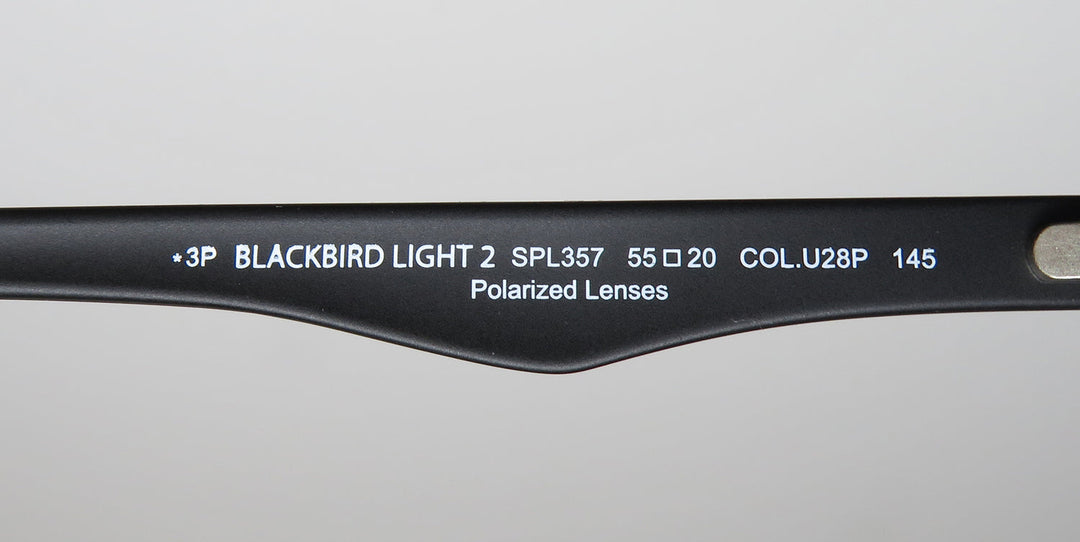 *3P BLACKBIRD LIGHT 2 SPL357 55□20 COL.U28P 145
Polarized Lenses